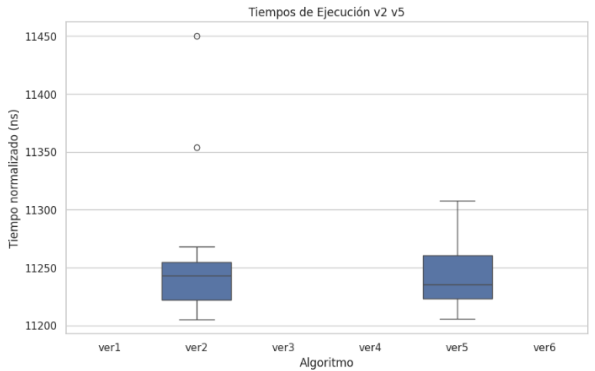 Tiempos de Ejecución v2 v5
Tiempo normalizado (ns)
11450
11400
11350
11300
11250
11200
ver1 ver2 ver3 ver4 ver5 ver6
Algoritmo